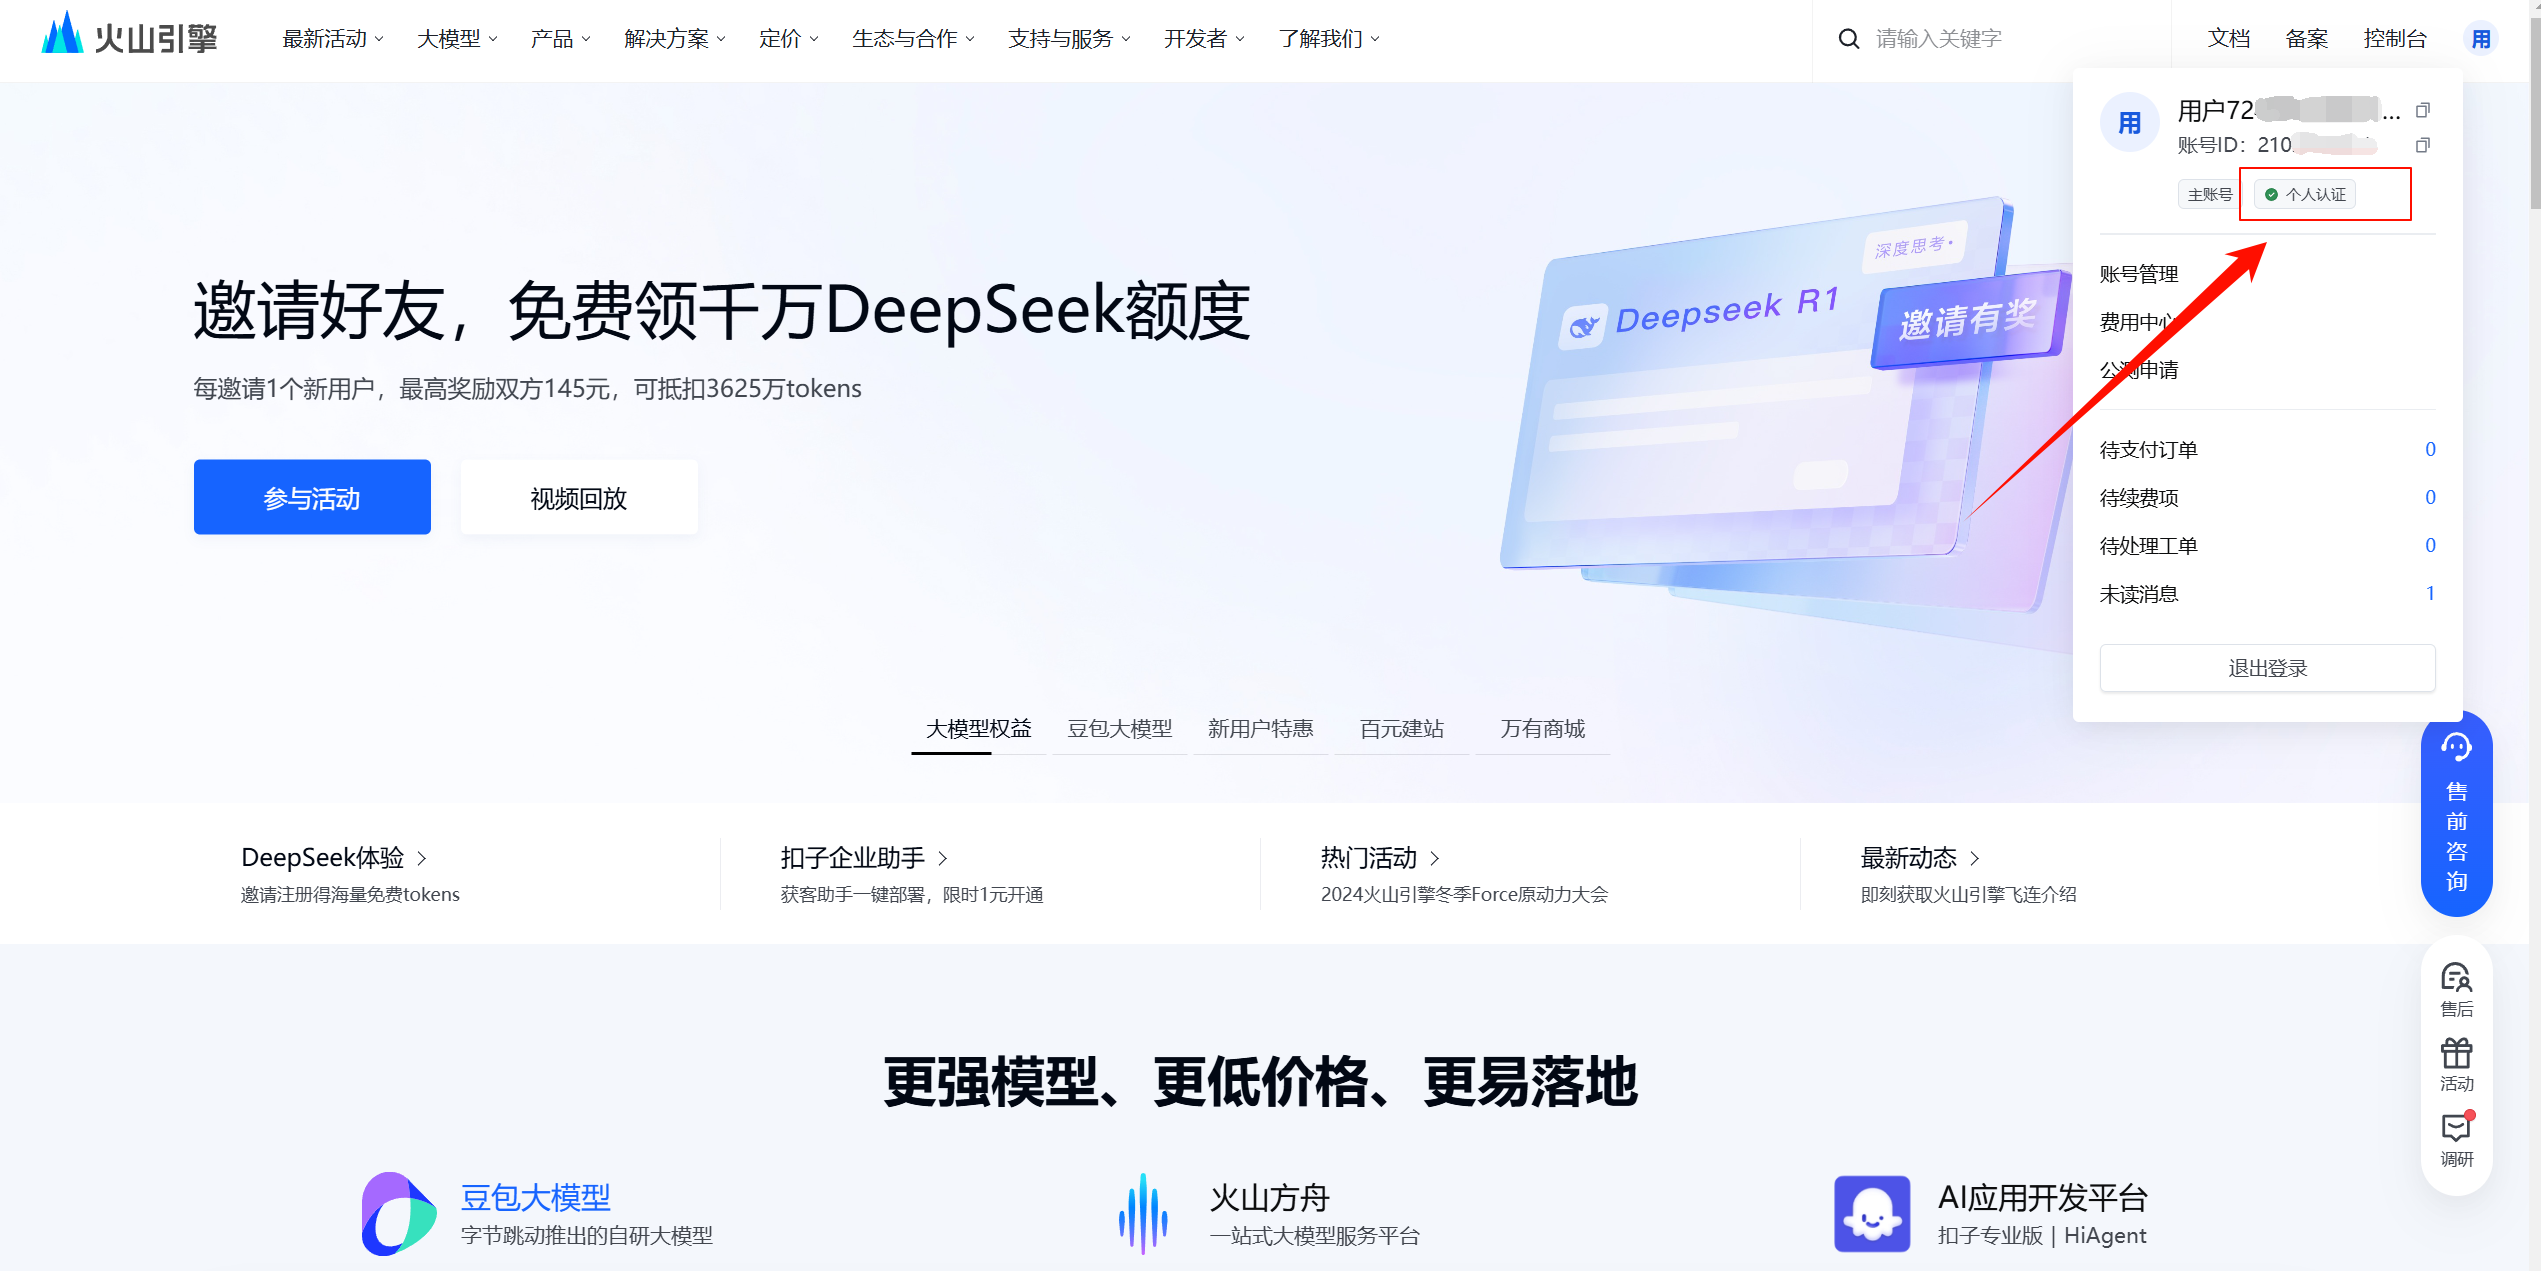 火山引擎
最新活动 大模型 产品 解决方案 定价 生态与合作 支持与服务 开发者 了解我们
请输入关键字
文档 备案 控制台 用
用
用户72 ...
账号ID：210
主账号 个人认证
账号管理
费用中心
公测申请
待支付订单 0
待续费项 0
待处理工单 0
未读消息 1
退出登录
邀请好友，免费领千万DeepSeek额度
每邀请1个新用户，最高奖励双方145元，可抵扣3625万tokens
参与活动 视频回放
深度思考
Deepseek R1
邀请有奖
大模型权益 豆包大模型 新用户特惠 百元建站 万有商城
DeepSeek体验
邀请注册得海量免费tokens
扣子企业助手
获客助手一键部署，限时1元开通
热门活动
2024火山引擎冬季Force原动力大会
最新动态
即刻获取火山引擎飞连介绍
售前咨询
售后
活动
调研
更强模型、更低价格、更易落地
豆包大模型
字节跳动推出的自研大模型
火山方舟
一站式大模型服务平台
AI应用开发平台
扣子专业版 | HiAgent